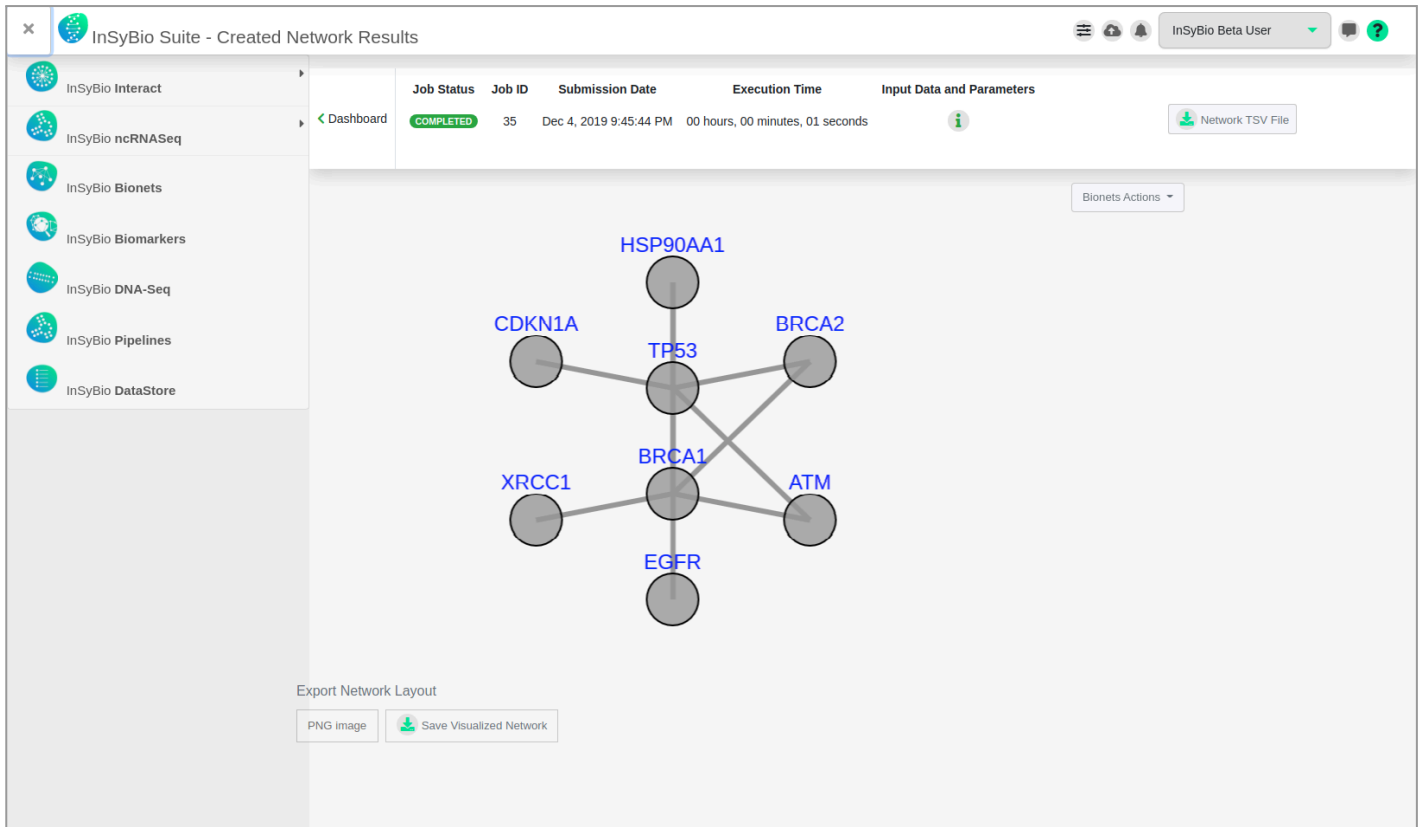 ×
InSyBio Suite - Created Network Results
InSyBio Beta User
?
InSyBio Interact
InSyBio ncRNASeq
InSyBio Bionets
InSyBio Biomarkers
InSyBio DNA-Seq
InSyBio Pipelines
InSyBio DataStore
Dashboard
Job Status Job ID Submission Date Execution Time Input Data and Parameters
COMPLETED 35 Dec 4, 2019 9:45:44 PM 00 hours, 00 minutes, 01 seconds i
Network TSV File
Bionets Actions
HSP90AA1
CDKN1A
BRCA2
TP53
BRCA1
XRCC1
ATM
EGFR
Export Network Layout
PNG image
Save Visualized Network